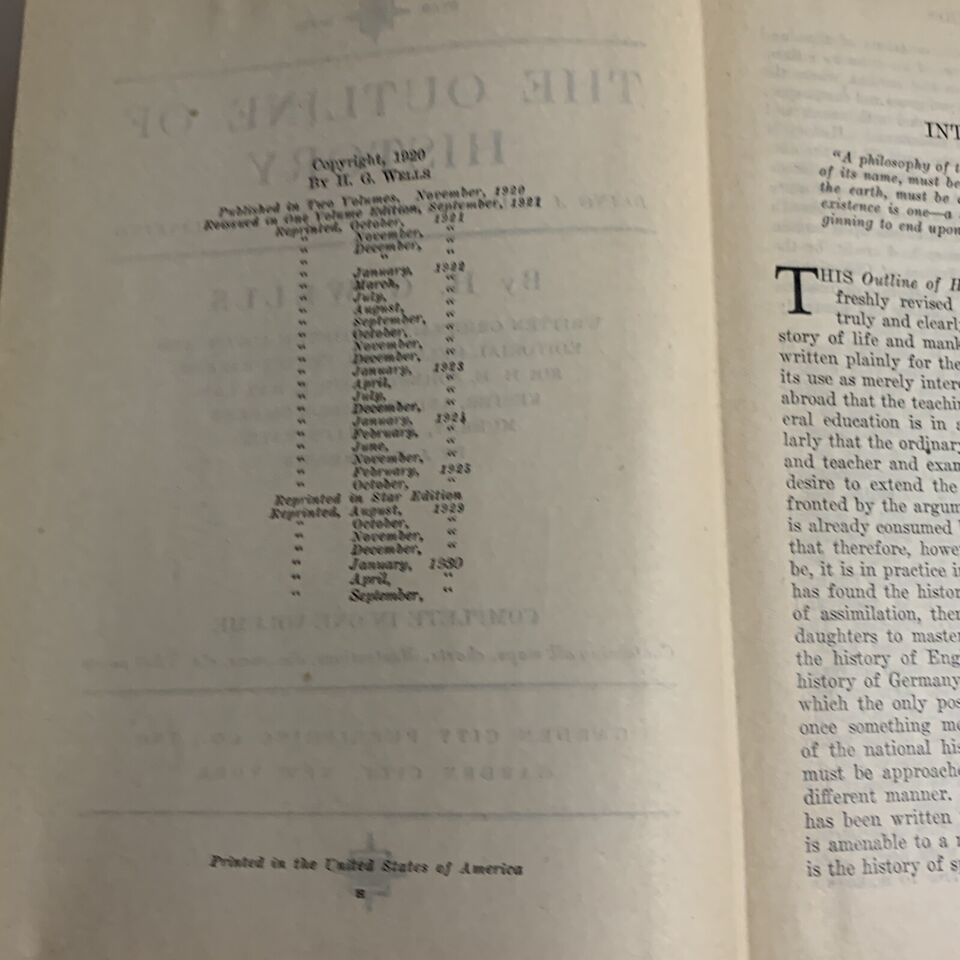 Copyright, 1920
By H. G. Wells
Published in Two Volumes, November, 1920
Reissued in One Volume Edition, September, 1921
Reprinted, October, 1921
" November, "
" December, "
" " "
" January, 1922
" March, "
" July, "
" August, "
" September, "
" October, "
" November, "
" December, "
" January, 1923
" April, "
" July, "
" December, "
" January, 1924
" February, "
" June, "
" November, "
" February, 1925
" October, "
Reprinted in Star Edition
Reprinted, August, 1929
" October, "
" November, "
" December, "
" January, 1930
" April, "
" September, "
Printed in the United States of America
INT
"A philosophy of t
of its name, must be
the earth, must be
existence is one—a
ginning to end upon
THIS Outline of H
freshly revised
truly and clearl
story of life and mank
written plainly for the
its use as merely inter
abroad that the teachin
eral education is in
larly that the ordinary
and teacher and exam
desire to extend the
fronted by the argum
is already consumed
that therefore, howe
be, it is in practice i
has found the histor
of assimilation, ther
daughters to master
the history of Eng
history of Germany
which the only pos
once something me
of the national his
must be approache
different manner.
has been written
is amenable to a
is the history of s